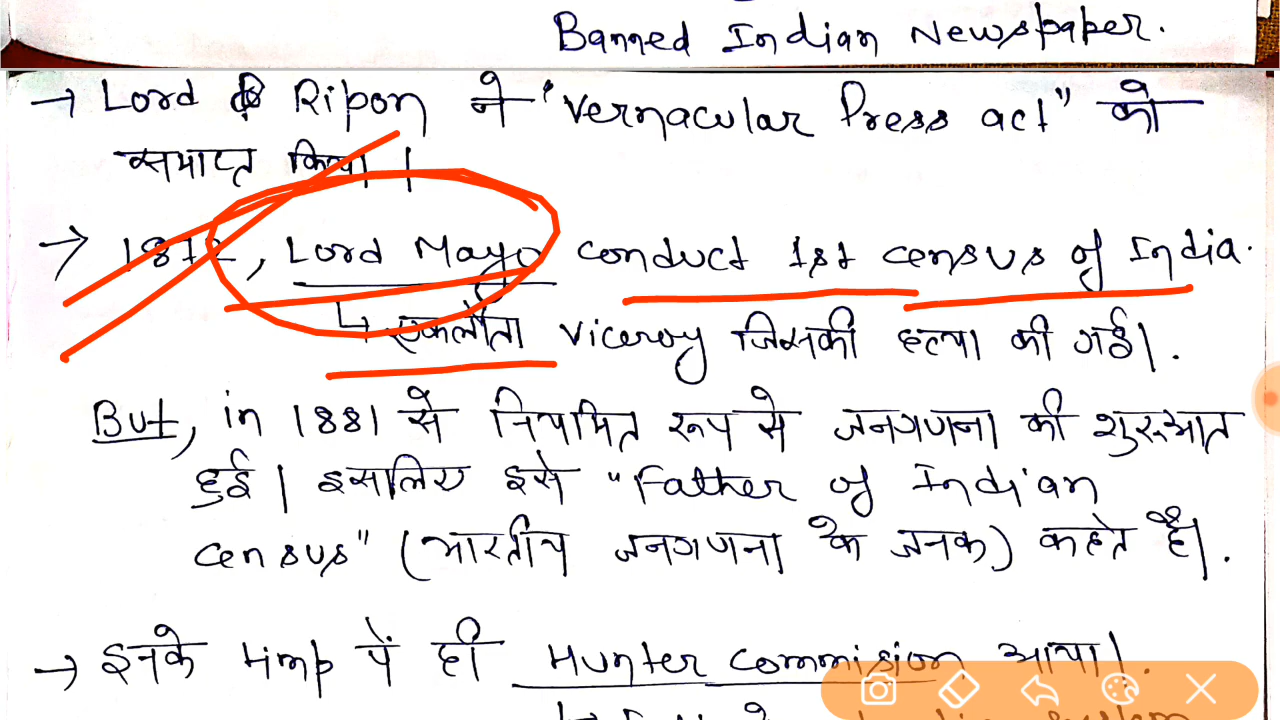 Banned Indian Newspaper.
→ Lord Ripon ने "Vernacular Press act" को
समाप्त किया।
→ 1872, Lord Mayo conduct 1st census of India.
↳ एकलौता viceroy जिसकी हत्या की गई।.
But, in 1881 से नियमित रूप से जनगणना की शुरुआत
हुई। इसलिए इसे "Father of Indian
census" (भारतीय जनगणना के जनक) कहते है।.
→ इनके time में ही Hunter commision आया।.